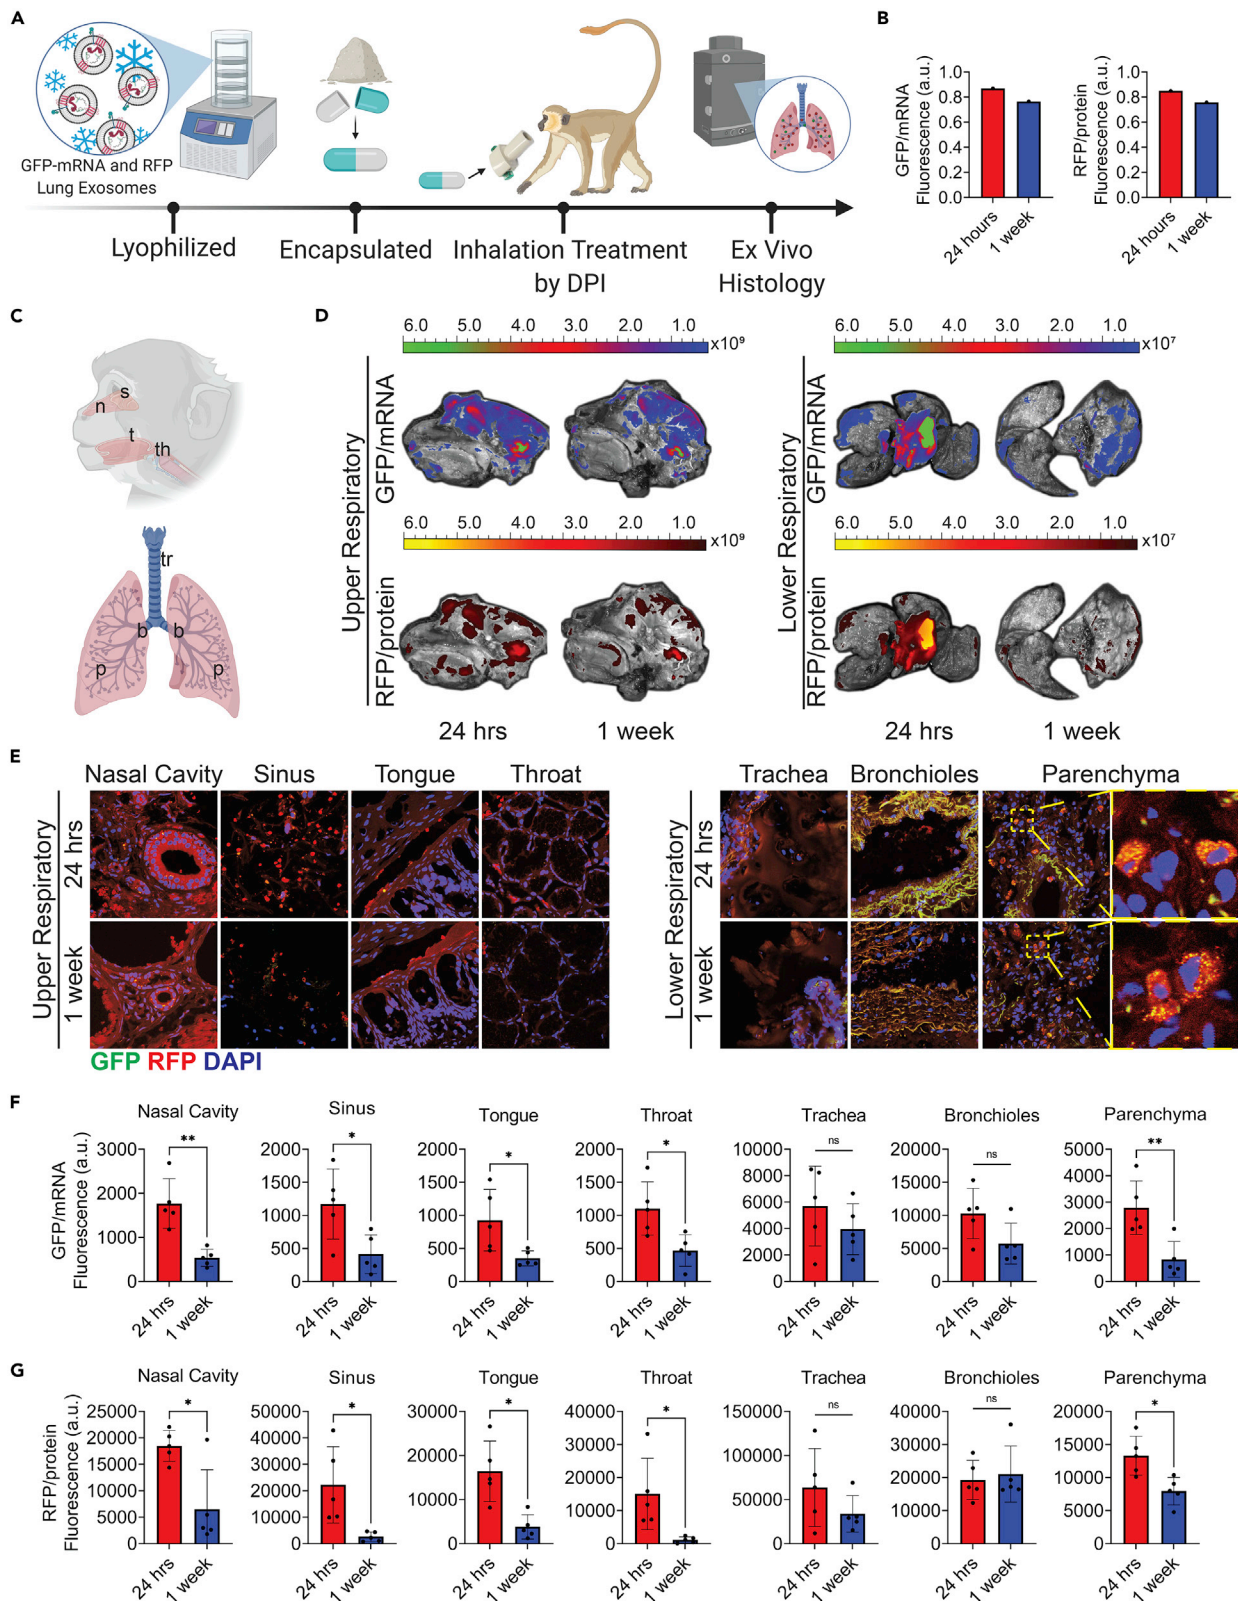 A
GFP-mRNA and RFP
Lung Exosomes
Lyophilized
Encapsulated
Inhalation Treatment
by DPI
Ex Vivo
Histology
B
GFP/mRNA
Fluorescence (a.u.)
1.0
0.8
0.6
0.4
0.2
0.0
24 hours
1 week
RFP/protein
Fluorescence (a.u.)
1.0
0.8
0.6
0.4
0.2
0.0
24 hours
1 week
C
s
n
t
th
tr
b
b
p
p
D
Upper Respiratory
GFP/mRNA
6.0 5.0 4.0 3.0 2.0 1.0
x10⁹
RFP/protein
6.0 5.0 4.0 3.0 2.0 1.0
x10⁹
24 hrs
1 week
Lower Respiratory
GFP/mRNA
6.0 5.0 4.0 3.0 2.0 1.0
x10⁷
RFP/protein
6.0 5.0 4.0 3.0 2.0 1.0
x10⁷
24 hrs
1 week
E
Nasal Cavity Sinus Tongue Throat
Upper Respiratory
24 hrs
1 week
GFP RFP DAPI
Trachea Bronchioles Parenchyma
Lower Respiratory
24 hrs
1 week
F
GFP/mRNA
Fluorescence (a.u.)
Nasal Cavity
**
3000
2000
1000
0
24 hrs
1 week
Sinus
*
2000
1500
1000
500
0
24 hrs
1 week
Tongue
*
2000
1500
1000
500
0
24 hrs
1 week
Throat
*
2000
1500
1000
500
0
24 hrs
1 week
Trachea
ns
10000
8000
6000
4000
2000
0
24 hrs
1 week
Bronchioles
ns
20000
15000
10000
5000
0
24 hrs
1 week
Parenchyma
**
5000
4000
3000
2000
1000
0
24 hrs
1 week
G
RFP/protein
Fluorescence (a.u.)
Nasal Cavity
*
25000
20000
15000
10000
5000
0
24 hrs
1 week
Sinus
*
50000
40000
30000
20000
10000
0
24 hrs
1 week
Tongue
*
30000
20000
10000
0
24 hrs
1 week
Throat
*
40000
30000
20000
10000
0
24 hrs
1 week
Trachea
ns
150000
100000
50000
0
24 hrs
1 week
Bronchioles
ns
40000
30000
20000
10000
0
24 hrs
1 week
Parenchyma
*
20000
15000
10000
5000
0
24 hrs
1 week